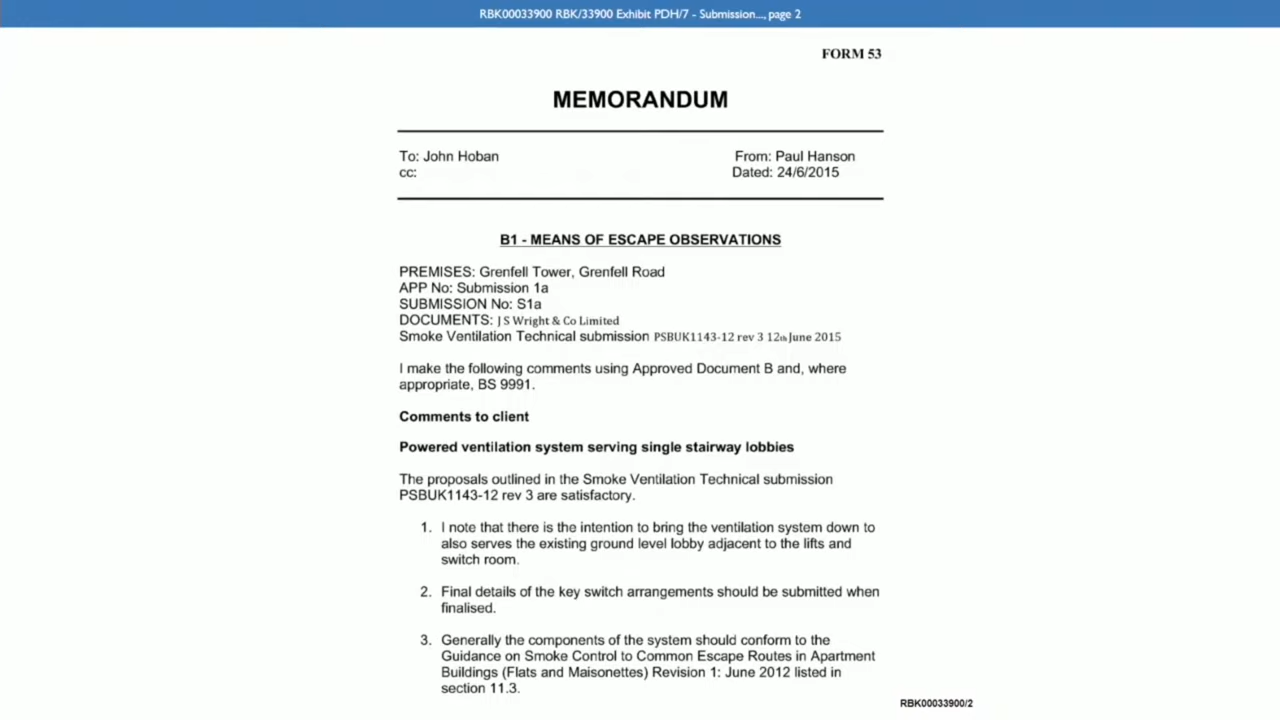 RBK00033900 RBK/33900 Exhibit PDH/7 - Submission..., page 2
FORM 53
MEMORANDUM
To: John Hoban
From: Paul Hanson
cc:
Dated: 24/6/2015
B1 - MEANS OF ESCAPE OBSERVATIONS
PREMISES: Grenfell Tower, Grenfell Road
APP No: Submission 1a
SUBMISSION No: S1a
DOCUMENTS: J S Wright & Co Limited
Smoke Ventilation Technical submission PSBUK1143-12 rev 3 12th June 2015
I make the following comments using Approved Document B and, where
appropriate, BS 9991.
Comments to client
Powered ventilation system serving single stairway lobbies
The proposals outlined in the Smoke Ventilation Technical submission
PSBUK1143-12 rev 3 are satisfactory.
1. I note that there is the intention to bring the ventilation system down to
also serves the existing ground level lobby adjacent to the lifts and
switch room.
2. Final details of the key switch arrangements should be submitted when
finalised.
3. Generally the components of the system should conform to the
Guidance on Smoke Control to Common Escape Routes in Apartment
Buildings (Flats and Maisonettes) Revision 1: June 2012 listed in
section 11.3.
RBK00033900/2